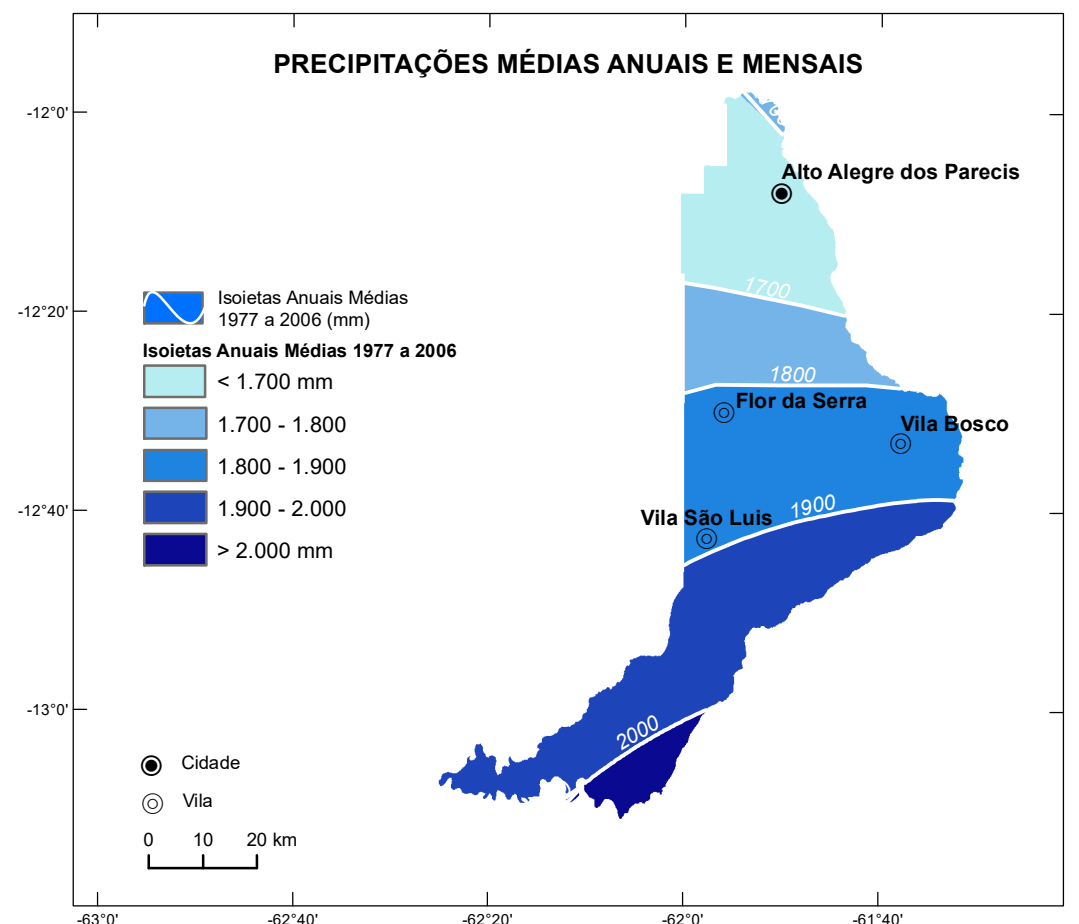 PRECIPITAÇÕES MÉDIAS ANUAIS E MENSAIS
-12°0'
Alto Alegre dos Parecis
1700
Isoietas Anuais Médias
1977 a 2006 (mm)
-12°20'
Isoietas Anuais Médias 1977 a 2006
< 1.700 mm
1.700 - 1.800
1.800 - 1.900
1.900 - 2.000
> 2.000 mm
1800
Flor da Serra
Vila Bosco
-12°40'
1900
Vila São Luis
-13°0'
2000
Cidade
Vila
0 10 20 km
-63°0' -62°40' -62°20' -62°0' -61°40'